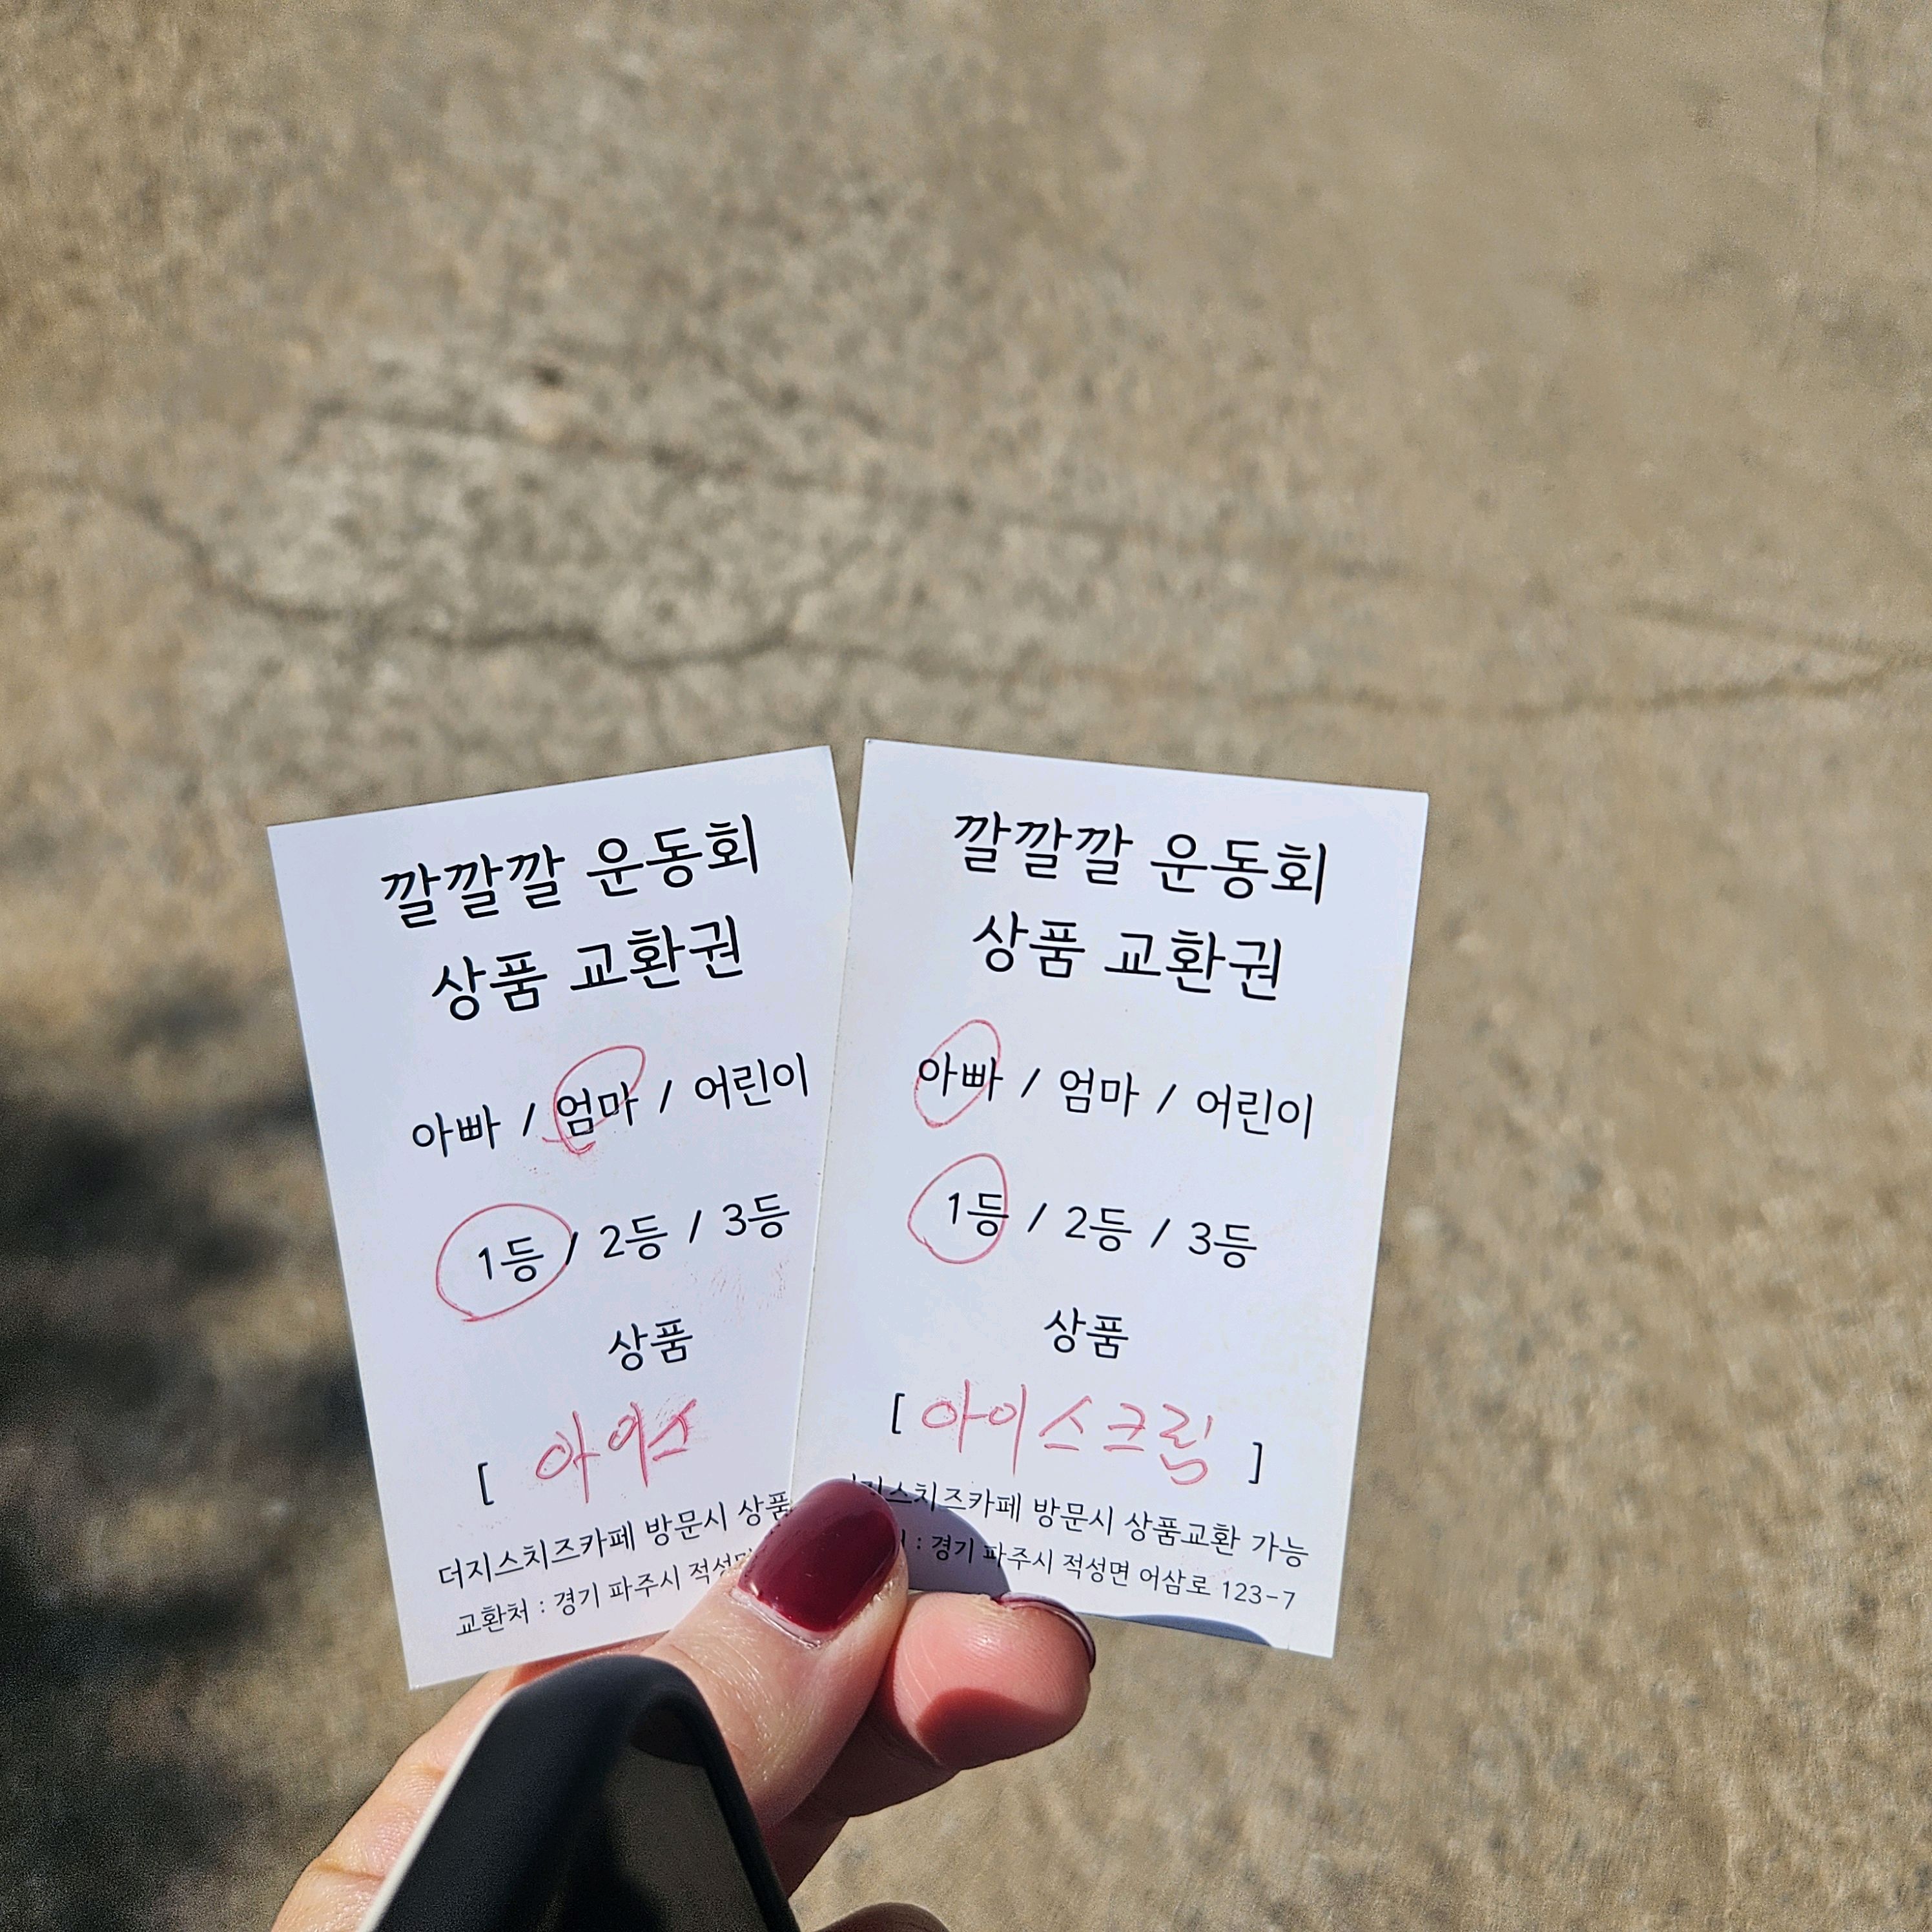 깔깔깔 운동회
상품 교환권
아빠 / 엄마 / 어린이
1등 / 2등 / 3등
상품
[ 아이스
더지스치즈카페 방문시 상품
교환처 : 경기 파주시 적성면
깔깔깔 운동회
상품 교환권
아빠 / 엄마 / 어린이
1등 / 2등 / 3등
상품
[ 아이스크림 ]
지스치즈카페 방문시 상품교환 가능
: 경기 파주시 적성면 어삼로 123-7